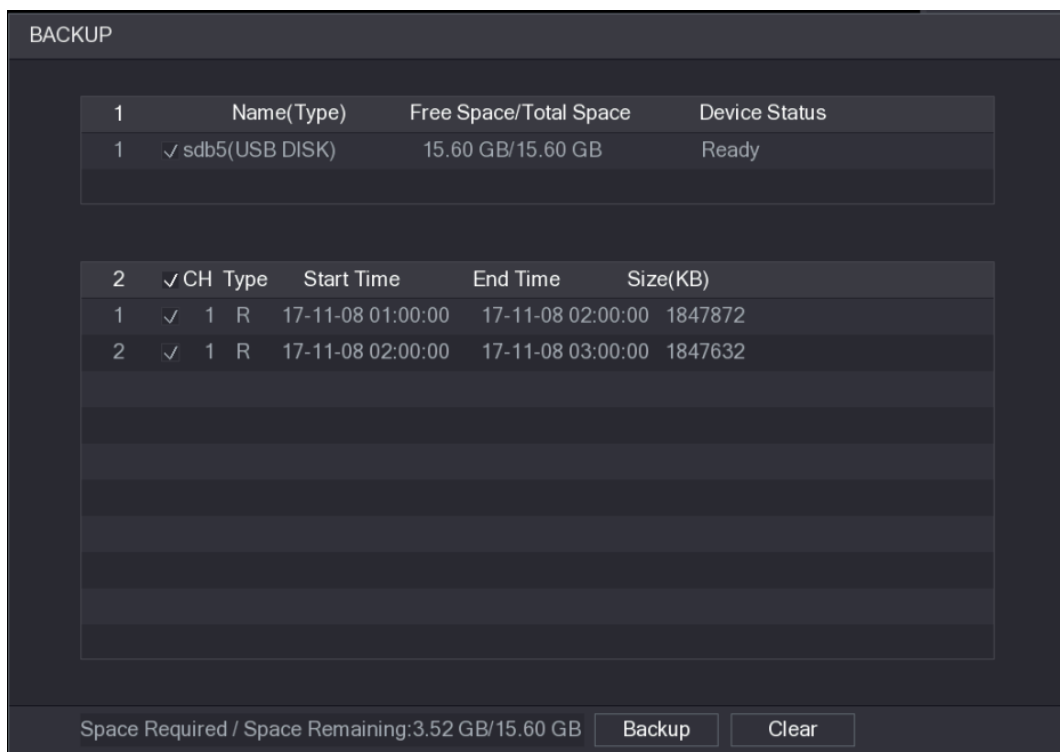 BACKUP
1 Name(Type) Free Space/Total Space Device Status
1 sdb5(USB DISK) 15.60 GB/15.60 GB Ready
2 CH Type Start Time End Time Size(KB)
1 1 R 17-11-08 01:00:00 17-11-08 02:00:00 1847872
2 1 R 17-11-08 02:00:00 17-11-08 03:00:00 1847632
Space Required / Space Remaining:3.52 GB/15.60 GB Backup Clear